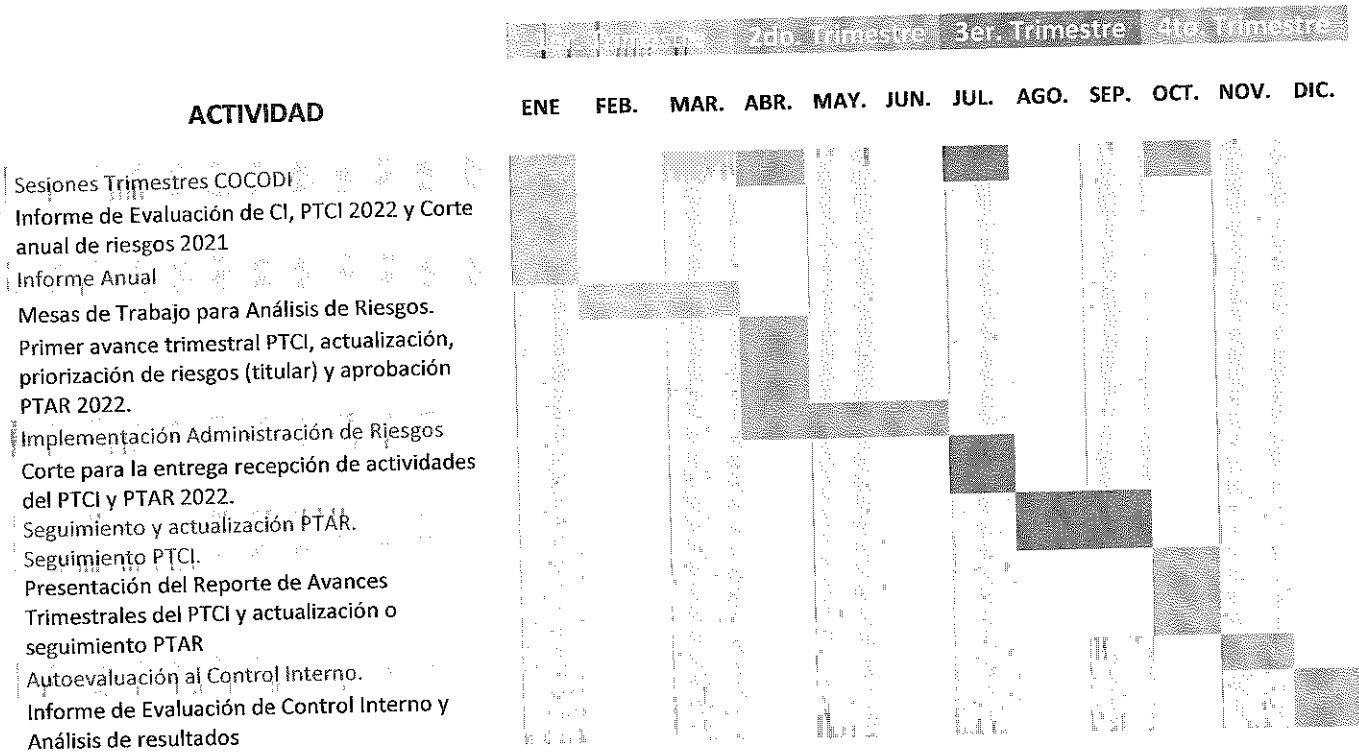 1er. Trimestre 2do. Trimestre 3er. Trimestre 4to. Trimestre
ACTIVIDAD ENE FEB. MAR. ABR. MAY. JUN. JUL. AGO. SEP. OCT. NOV. DIC.
Sesiones Trimestres COCODI
Informe de Evaluación de CI, PTCI 2022 y Corte
anual de riesgos 2021
Informe Anual
Mesas de Trabajo para Análisis de Riesgos.
Primer avance trimestral PTCI, actualización,
priorización de riesgos (titular) y aprobación
PTAR 2022.
Implementación Administración de Riesgos
Corte para la entrega recepción de actividades
del PTCI y PTAR 2022.
Seguimiento y actualización PTAR.
Seguimiento PTCI.
Presentación del Reporte de Avances
Trimestrales del PTCI y actualización o
seguimiento PTAR
Autoevaluación al Control Interno.
Informe de Evaluación de Control Interno y
Análisis de resultados